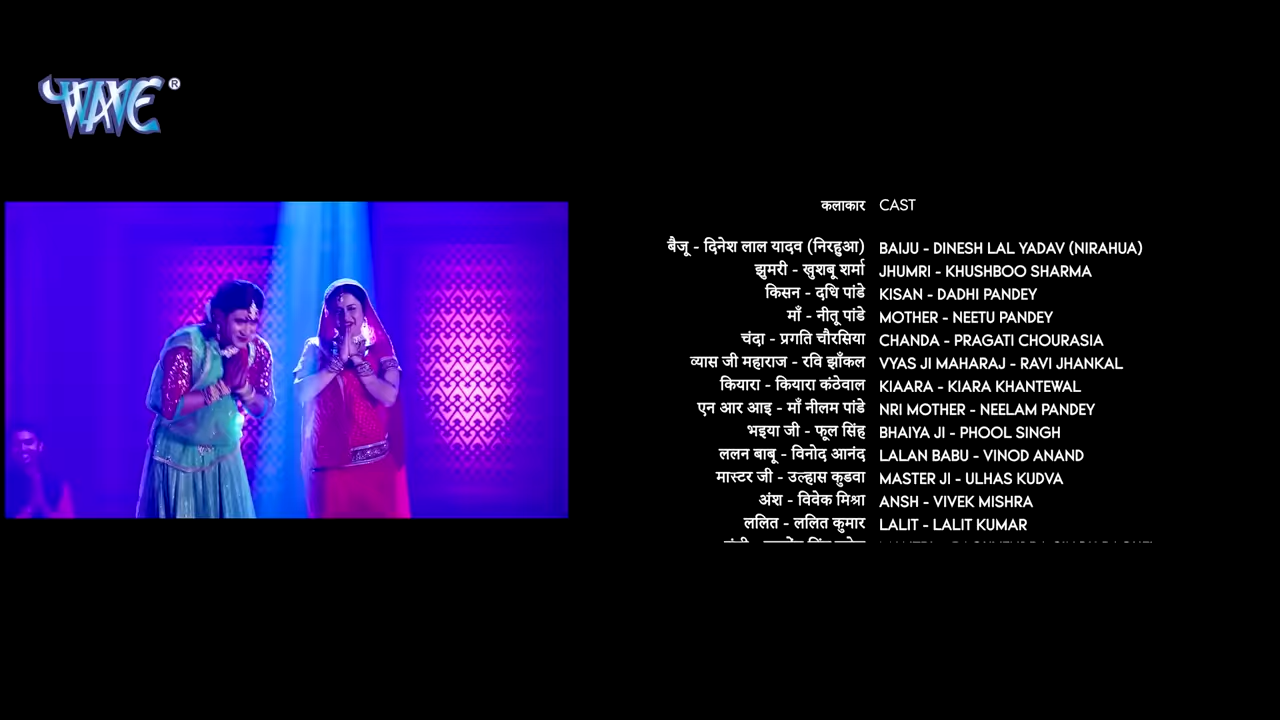 WAVE®
कलाकार CAST
बैजू - दिनेश लाल यादव (निरहुआ) BAIJU - DINESH LAL YADAV (NIRAHUA)
झुमरी - खुशबू शर्मा JHUMRI - KHUSHBOO SHARMA
किसन - दधि पांडे KISAN - DADHI PANDEY
माँ - नीतू पांडे MOTHER - NEETU PANDEY
चंदा - प्रगति चौरसिया CHANDA - PRAGATI CHOURASIA
व्यास जी महाराज - रवि झाँकल VYAS JI MAHARAJ - RAVI JHANKAL
कियारा - कियारा कंठेवाल KIAARA - KIARA KHANTEWAL
एन आर आइ - माँ नीलम पांडे NRI MOTHER - NEELAM PANDEY
भइया जी - फूल सिंह BHAIYA JI - PHOOL SINGH
ललन बाबू - विनोद आनंद LALAN BABU - VINOD ANAND
मास्टर जी - उल्हास कुडवा MASTER JI - ULHAS KUDVA
अंश - विवेक मिश्रा ANSH - VIVEK MISHRA
ललित - ललित कुमार LALIT - LALIT KUMAR